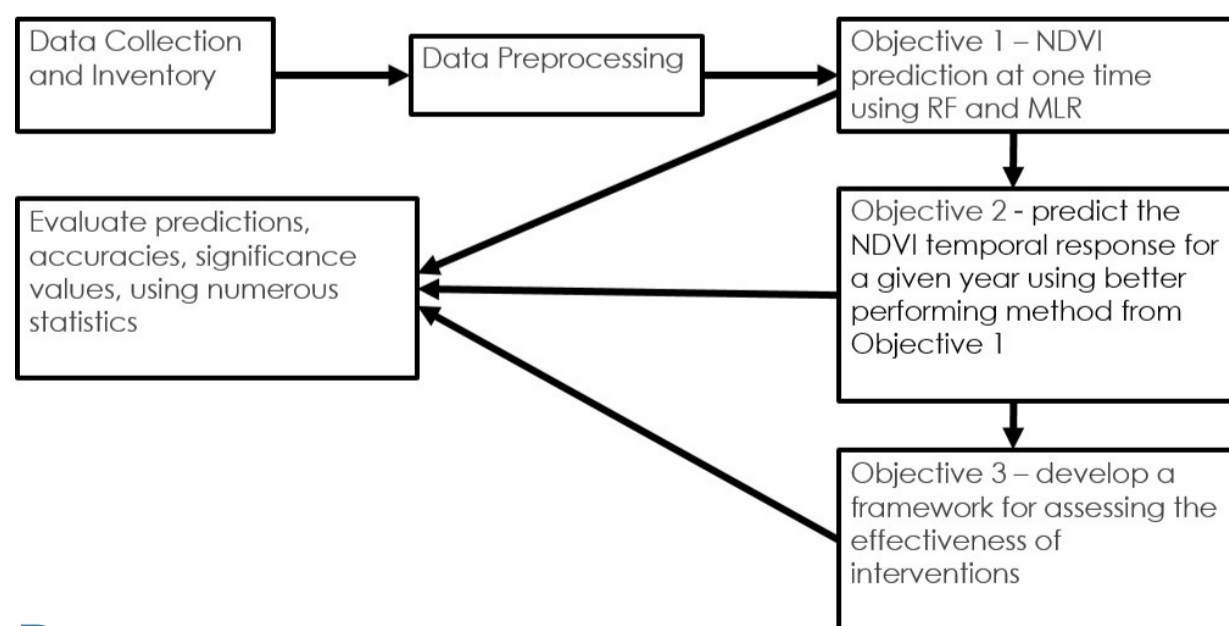 Data Collection
and Inventory
Data Preprocessing
Objective 1 – NDVI
prediction at one time
using RF and MLR
Evaluate predictions,
accuracies, significance
values, using numerous
statistics
Objective 2 - predict the
NDVI temporal response for
a given year using better
performing method from
Objective 1
Objective 3 – develop a
framework for assessing the
effectiveness of
interventions